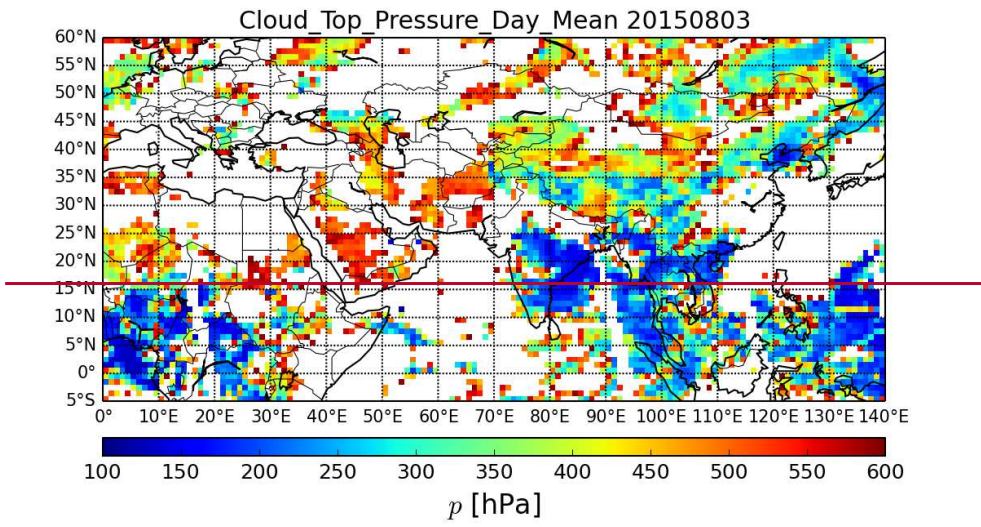 Cloud_Top_Pressure_Day_Mean 20150803
60°N
55°N
50°N
45°N
40°N
35°N
30°N
25°N
20°N
15°N
10°N
5°N
0°
5°S
0° 10°E 20°E 30°E 40°E 50°E 60°E 70°E 80°E 90°E 100°E 110°E 120°E 130°E 140°E
100 150 200 250 300 350 400 450 500 550 600
p [hPa]